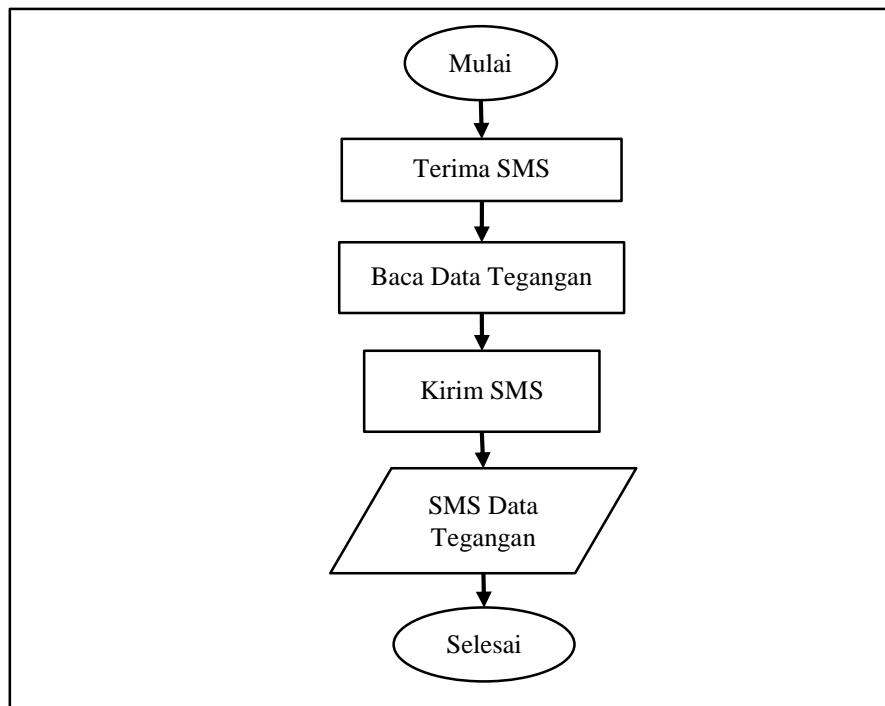 Mulai
Terima SMS
Baca Data Tegangan
Kirim SMS
SMS Data
Tegangan
Selesai